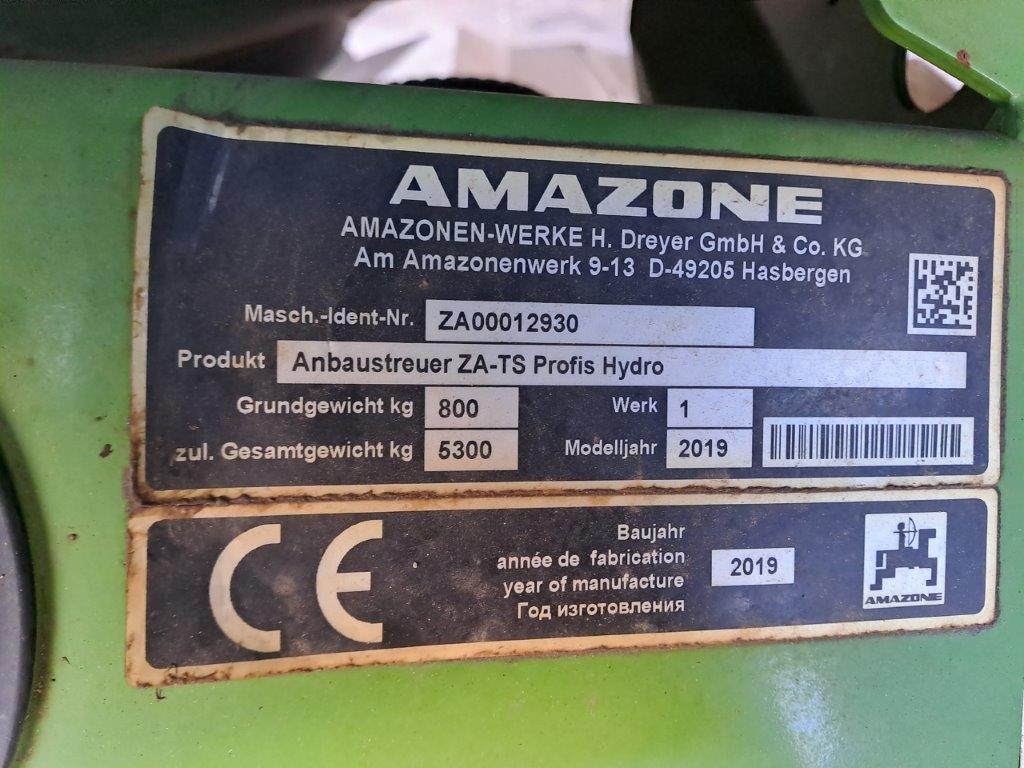 AMAZONE
AMAZONEN-WERKE H. Dreyer GmbH & Co. KG
Am Amazonenwerk 9-13 D-49205 Hasbergen
Masch.-Ident-Nr. ZA00012930
Produkt Anbaustreuer ZA-TS Profis Hydro
Grundgewicht kg 800 Werk 1
zul. Gesamtgewicht kg 5300 Modelljahr 2019
CE
Baujahr
année de fabrication
year of manufacture
Год изготовления
2019
AMAZONE